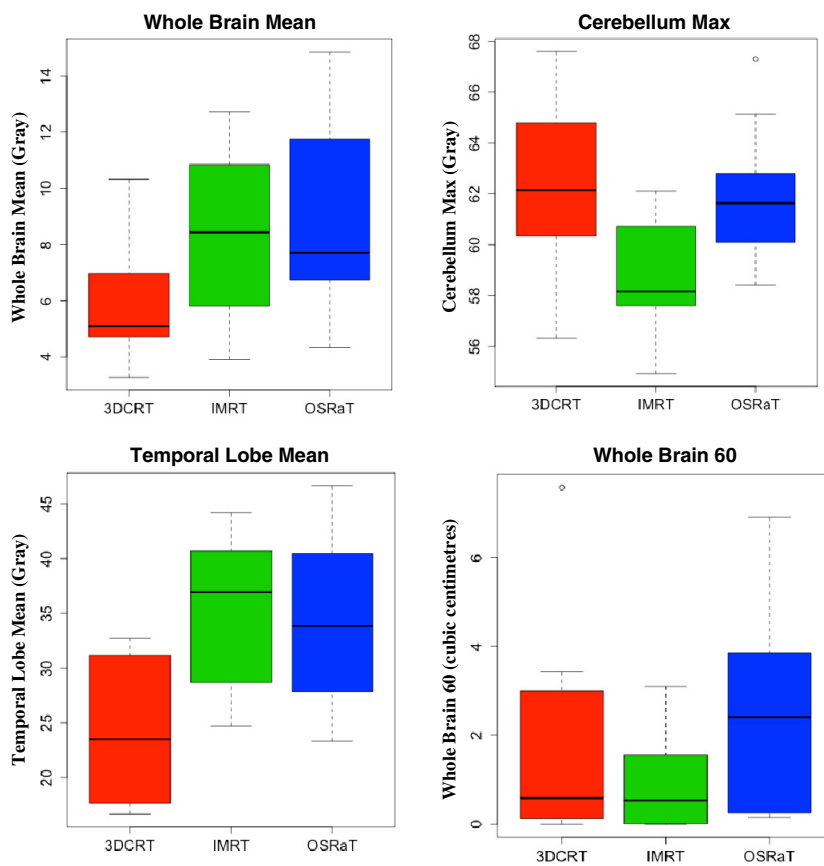 Whole Brain Mean
Whole Brain Mean (Gray)
14
12
10
8
6
4
3DCRT IMRT OSRaT
Cerebellum Max
Cerebellum Max (Gray)
68
66
64
62
60
58
56
3DCRT IMRT OSRaT
Temporal Lobe Mean
Temporal Lobe Mean (Gray)
45
40
35
30
25
20
3DCRT IMRT OSRaT
Whole Brain 60
Whole Brain 60 (cubic centimetres)
6
4
2
0
3DCRT IMRT OSRaT